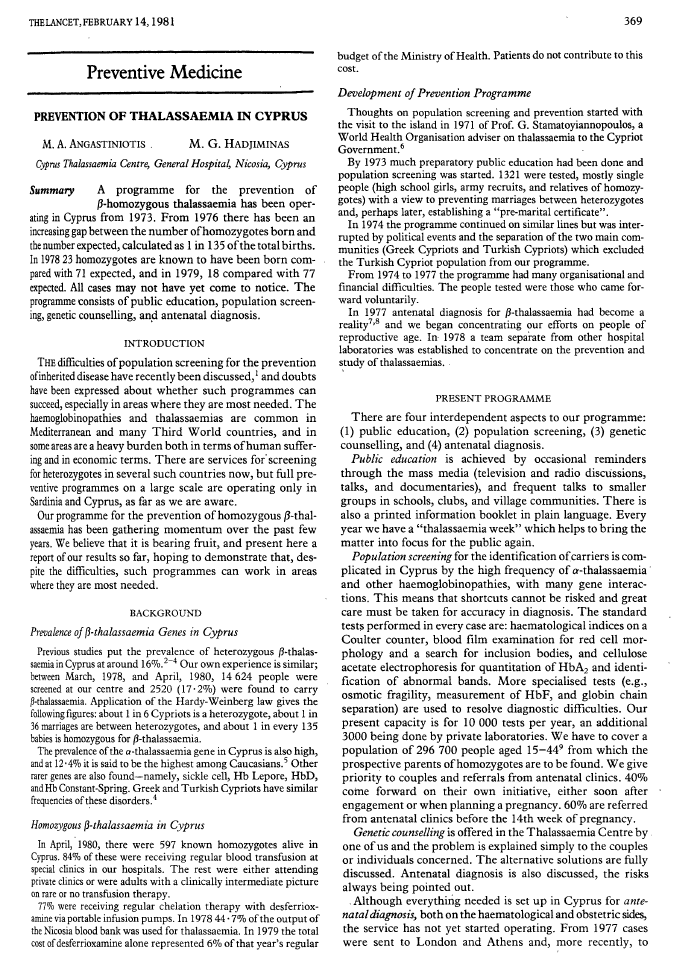 THE LANCET, FEBRUARY 14, 1981
369
Preventive Medicine
PREVENTION OF THALASSAEMIA IN CYPRUS
M. A. ANGASTINIOTIS M. G. HADJIMINAS
Cyprus Thalassaemia Centre, General Hospital, Nicosia, Cyprus
Summary A programme for the prevention of
β-homozygous thalassaemia has been oper-
ating in Cyprus from 1973. From 1976 there has been an
increasing gap between the number of homozygotes born and
the number expected, calculated as 1 in 135 of the total births.
In 1978 23 homozygotes are known to have been born com-
pared with 71 expected, and in 1979, 18 compared with 77
expected. All cases may not have yet come to notice. The
programme consists of public education, population screen-
ing, genetic counselling, and antenatal diagnosis.
INTRODUCTION
THE difficulties of population screening for the prevention
of inherited disease have recently been discussed,1 and doubts
have been expressed about whether such programmes can
succeed, especially in areas where they are most needed. The
haemoglobinopathies and thalassaemias are common in
Mediterranean and many Third World countries, and in
some areas are a heavy burden both in terms of human suffer-
ing and in economic terms. There are services for screening
for heterozygotes in several such countries now, but full pre-
ventive programmes on a large scale are operating only in
Sardinia and Cyprus, as far as we are aware.
Our programme for the prevention of homozygous β-thal-
assaemia has been gathering momentum over the past few
years. We believe that it is bearing fruit, and present here a
report of our results so far, hoping to demonstrate that, des-
pite the difficulties, such programmes can work in areas
where they are most needed.
BACKGROUND
Prevalence of β-thalassaemia Genes in Cyprus
Previous studies put the prevalence of heterozygous β-thalas-
saemia in Cyprus at around 16%.2–4 Our own experience is similar;
between March, 1978, and April, 1980, 14 624 people were
screened at our centre and 2520 (17·2%) were found to carry
β-thalassaemia. Application of the Hardy-Weinberg law gives the
following figures: about 1 in 6 Cypriots is a heterozygote, about 1 in
36 marriages are between heterozygotes, and about 1 in every 135
babies is homozygous for β-thalassaemia.
The prevalence of the α-thalassaemia gene in Cyprus is also high,
and at 12·4% it is said to be the highest among Caucasians.5 Other
rarer genes are also found—namely, sickle cell, Hb Lepore, HbD,
and Hb Constant-Spring. Greek and Turkish Cypriots have similar
frequencies of these disorders.4
Homozygous β-thalassaemia in Cyprus
In April, 1980, there were 597 known homozygotes alive in
Cyprus. 84% of these were receiving regular blood transfusion at
special clinics in our hospitals. The rest were either attending
private clinics or were adults with a clinically intermediate picture
on rare or no transfusion therapy.
77% were receiving regular chelation therapy with desferriox-
amine via portable infusion pumps. In 1978 44·7% of the output of
the Nicosia blood bank was used for thalassaemia. In 1979 the total
cost of desferrioxamine alone represented 6% of that year's regular
budget of the Ministry of Health. Patients do not contribute to this
cost.
Development of Prevention Programme
Thoughts on population screening and prevention started with
the visit to the island in 1971 of Prof. G. Stamatoyiannopoulos, a
World Health Organisation adviser on thalassaemia to the Cypriot
Government.6
By 1973 much preparatory public education had been done and
population screening was started. 1321 were tested, mostly single
people (high school girls, army recruits, and relatives of homozy-
gotes) with a view to preventing marriages between heterozygotes
and, perhaps later, establishing a “pre-marital certificate”.
In 1974 the programme continued on similar lines but was inter-
rupted by political events and the separation of the two main com-
munities (Greek Cypriots and Turkish Cypriots) which excluded
the Turkish Cypriot population from our programme.
From 1974 to 1977 the programme had many organisational and
financial difficulties. The people tested were those who came for-
ward voluntarily.
In 1977 antenatal diagnosis for β-thalassaemia had become a
reality7,8 and we began concentrating our efforts on people of
reproductive age. In 1978 a team separate from other hospital
laboratories was established to concentrate on the prevention and
study of thalassaemias.
PRESENT PROGRAMME
There are four interdependent aspects to our programme:
(1) public education, (2) population screening, (3) genetic
counselling, and (4) antenatal diagnosis.
Public education is achieved by occasional reminders
through the mass media (television and radio discussions,
talks, and documentaries), and frequent talks to smaller
groups in schools, clubs, and village communities. There is
also a printed information booklet in plain language. Every
year we have a “thalassaemia week” which helps to bring the
matter into focus for the public again.
Population screening for the identification of carriers is com-
plicated in Cyprus by the high frequency of α-thalassaemia
and other haemoglobinopathies, with many gene interac-
tions. This means that shortcuts cannot be risked and great
care must be taken for accuracy in diagnosis. The standard
tests performed in every case are: haematological indices on a
Coulter counter, blood film examination for red cell mor-
phology and a search for inclusion bodies, and cellulose
acetate electrophoresis for quantitation of HbA2 and identi-
fication of abnormal bands. More specialised tests (e.g.,
osmotic fragility, measurement of HbF, and globin chain
separation) are used to resolve diagnostic difficulties. Our
present capacity is for 10 000 tests per year, an additional
3000 being done by private laboratories. We have to cover a
population of 296 700 people aged 15–449 from which the
prospective parents of homozygotes are to be found. We give
priority to couples and referrals from antenatal clinics. 40%
come forward on their own initiative, either soon after
engagement or when planning a pregnancy. 60% are referred
from antenatal clinics before the 14th week of pregnancy.
Genetic counselling is offered in the Thalassaemia Centre by
one of us and the problem is explained simply to the couples
or individuals concerned. The alternative solutions are fully
discussed. Antenatal diagnosis is also discussed, the risks
always being pointed out.
Although everything needed is set up in Cyprus for ante-
natal diagnosis, both on the haematological and obstetric sides,
the service has not yet started operating. From 1977 cases
were sent to London and Athens and, more recently, to